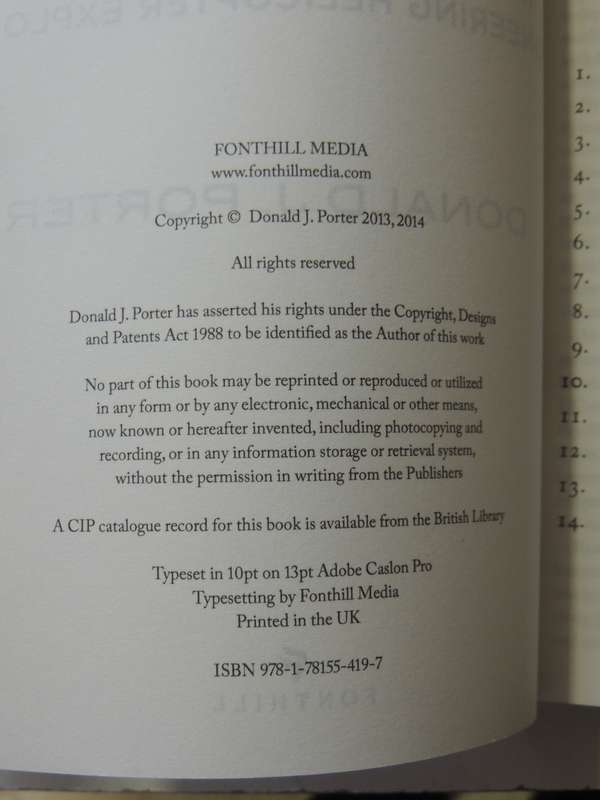 FONTHILL MEDIA
www.fonthillmedia.com
Copyright © Donald J. Porter 2013, 2014
All rights reserved
Donald J. Porter has asserted his rights under the Copyright, Designs
and Patents Act 1988 to be identified as the Author of this work
No part of this book may be reprinted or reproduced or utilized
in any form or by any electronic, mechanical or other means,
now known or hereafter invented, including photocopying and
recording, or in any information storage or retrieval system,
without the permission in writing from the Publishers
A CIP catalogue record for this book is available from the British Library
Typeset in 10pt on 13pt Adobe Caslon Pro
Typesetting by Fonthill Media
Printed in the UK
ISBN 978-1-78155-419-7
1.
2.
3.
4.
5.
6.
7.
8.
9.
10.
11.
12.
13.
14.